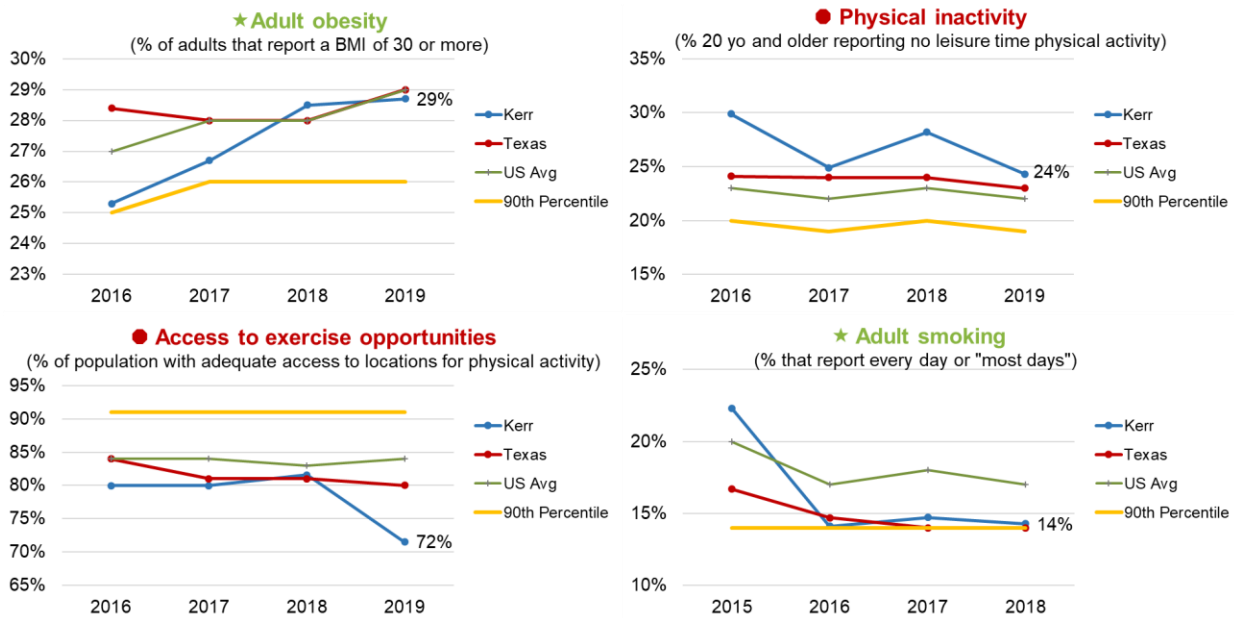 ★Adult obesity
(% of adults that report a BMI of 30 or more)
30%
29%
28%
27%
26%
25%
24%
23%
2016 2017 2018 2019
29%
Kerr
Texas
US Avg
90th Percentile
Physical inactivity
(% 20 yo and older reporting no leisure time physical activity)
35%
30%
25%
20%
15%
2016 2017 2018 2019
24%
Kerr
Texas
US Avg
90th Percentile
Access to exercise opportunities
(% of population with adequate access to locations for physical activity)
95%
90%
85%
80%
75%
70%
65%
2016 2017 2018 2019
72%
Kerr
Texas
US Avg
90th Percentile
★ Adult smoking
(% that report every day or "most days")
25%
20%
15%
10%
2015 2016 2017 2018
14%
Kerr
Texas
US Avg
90th Percentile